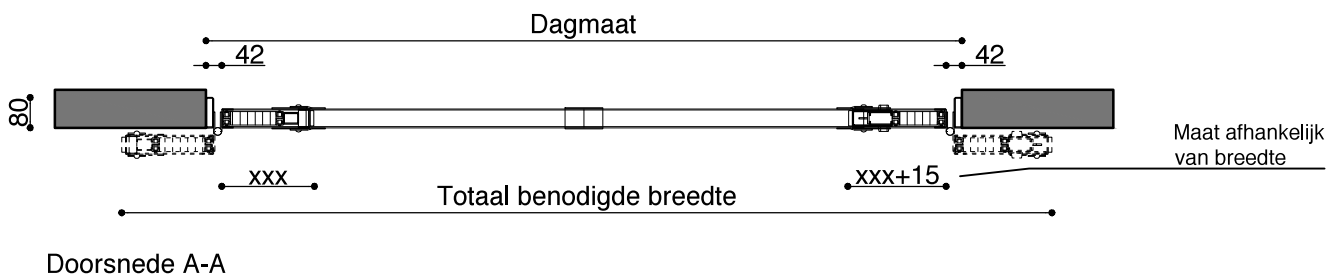 Dagmaat
42
42
80
Maat afhankelijk
van breedte
xxx
xxx+15
Totaal benodigde breedte
Doorsnede A-A